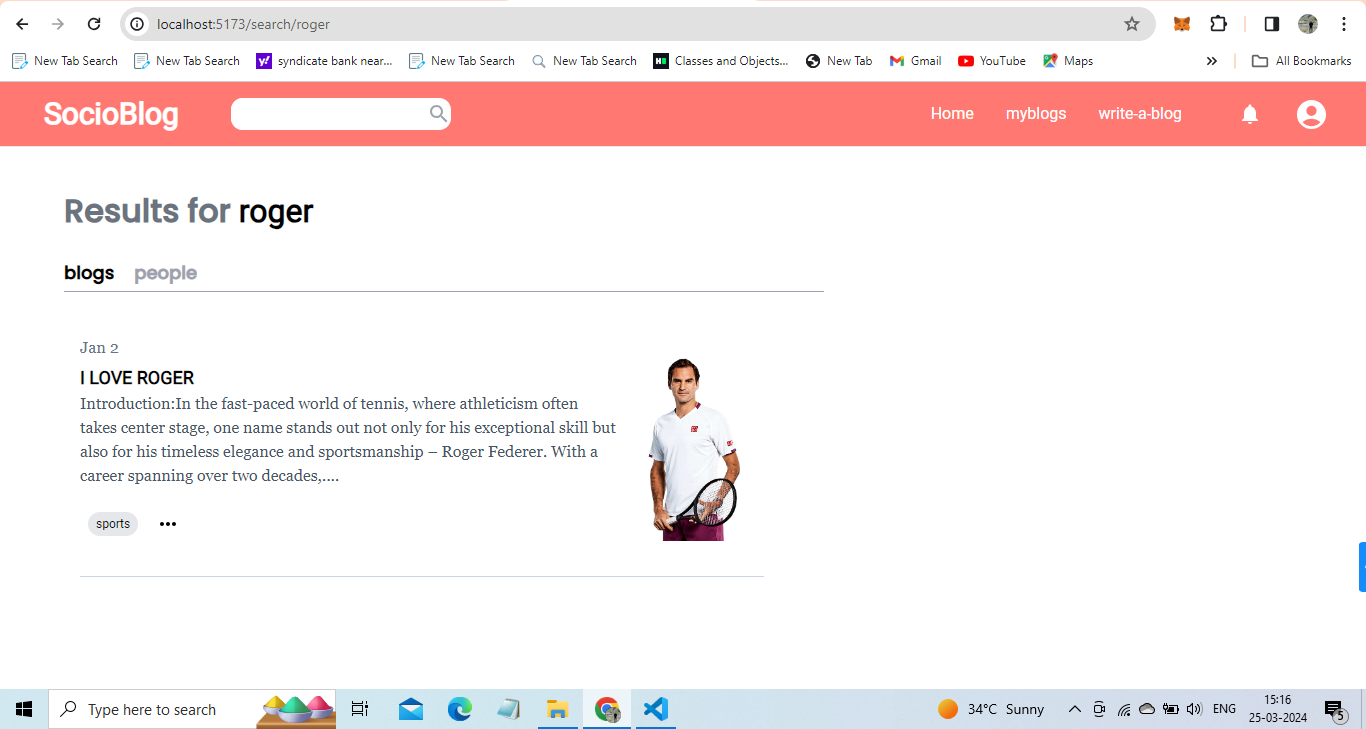 localhost:5173/search/roger
New Tab Search
New Tab Search
syndicate bank near...
New Tab Search
New Tab Search
Classes and Objects...
New Tab
Gmail
YouTube
Maps
All Bookmarks
SocioBlog
Home
myblogs
write-a-blog
Results for roger
blogs people
Jan 2
I LOVE ROGER
Introduction:In the fast-paced world of tennis, where athleticism often
takes center stage, one name stands out not only for his exceptional skill but
also for his timeless elegance and sportsmanship – Roger Federer. With a
career spanning over two decades,....
sports
Type here to search
34°C Sunny
ENG
15:16
25-03-2024
5